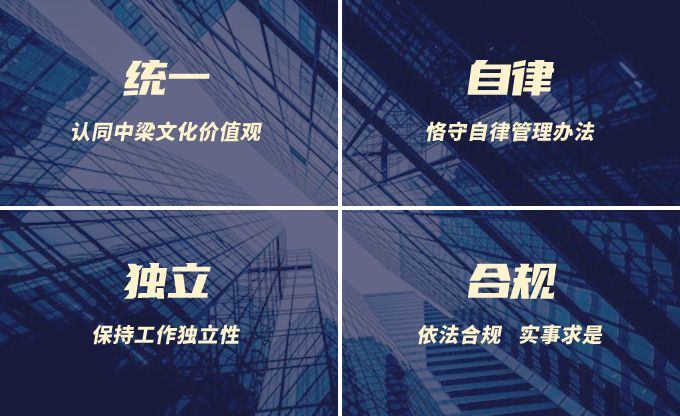 统一
认同中梁文化价值观
自律
恪守自律管理办法
独立
保持工作独立性
合规
依法合规 实事求是